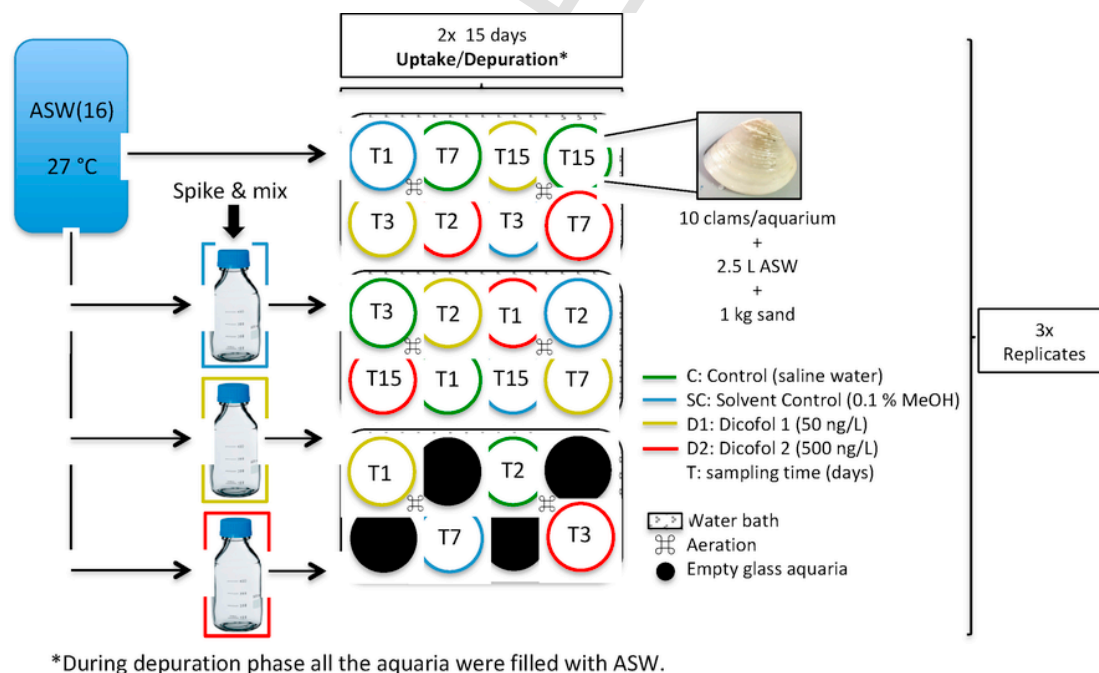 2x 15 days
Uptake/Depuration*
ASW(16)
27 °C
Spike & mix
T1 T7 T15 T15
T3 T2 T3 T7
T3 T2 T1 T2
T15 T1 T15 T7
T1 T2
T7 T3
10 clams/aquarium
+
2.5 L ASW
+
1 kg sand
3x
Replicates
C: Control (saline water)
SC: Solvent Control (0.1 % MeOH)
D1: Dicofol 1 (50 ng/L)
D2: Dicofol 2 (500 ng/L)
T: sampling time (days)
Water bath
Aeration
Empty glass aquaria
*During depuration phase all the aquaria were filled with ASW.